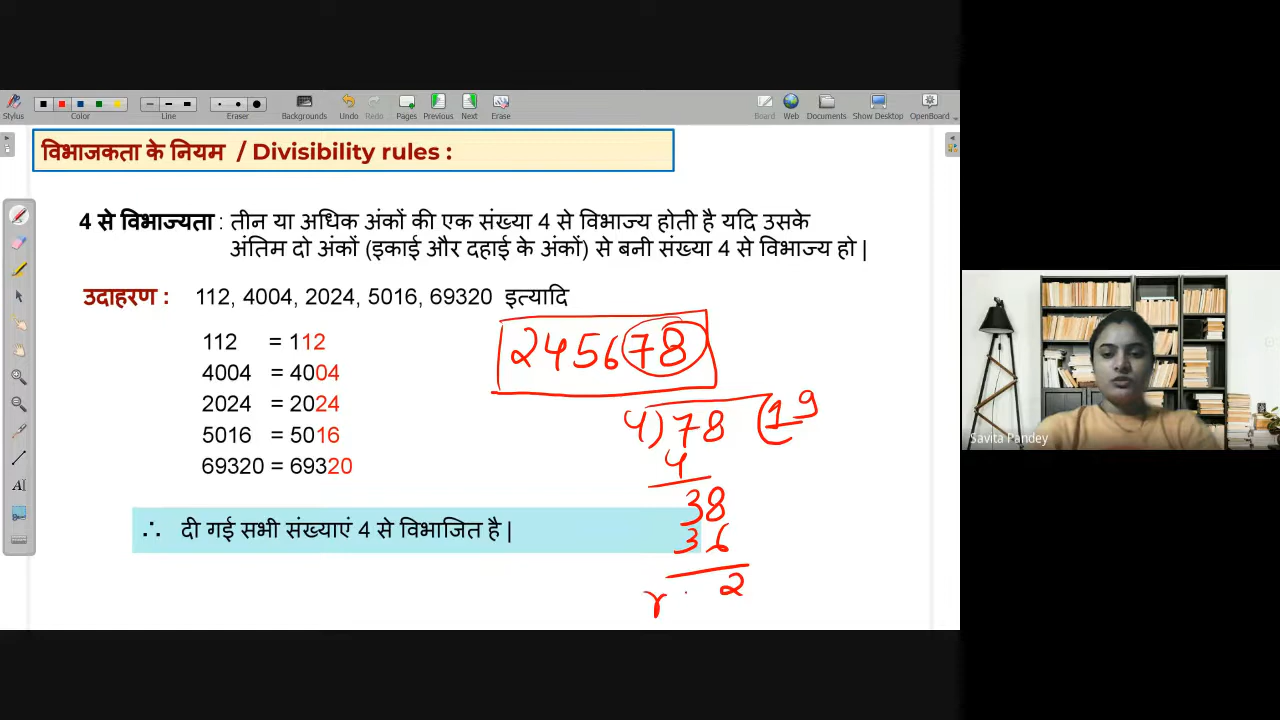 Stylus Color Line Eraser Backgrounds Undo Redo Pages Previous Next Erase Board Web Documents Show Desktop OpenBoard
विभाजकता के नियम / Divisibility rules :
4 से विभाज्यता : तीन या अधिक अंकों की एक संख्या 4 से विभाज्य होती है यदि उसके
अंतिम दो अंकों (इकाई और दहाई के अंकों) से बनी संख्या 4 से विभाज्य हो |
उदाहरण : 112, 4004, 2024, 5016, 69320 इत्यादि
112 = 112
4004 = 4004
2024 = 2024
5016 = 5016
69320 = 69320
∴ दी गई सभी संख्याएं 4 से विभाजित है |
245678
4)78(19
4
38
36
2
r
Savita Pandey